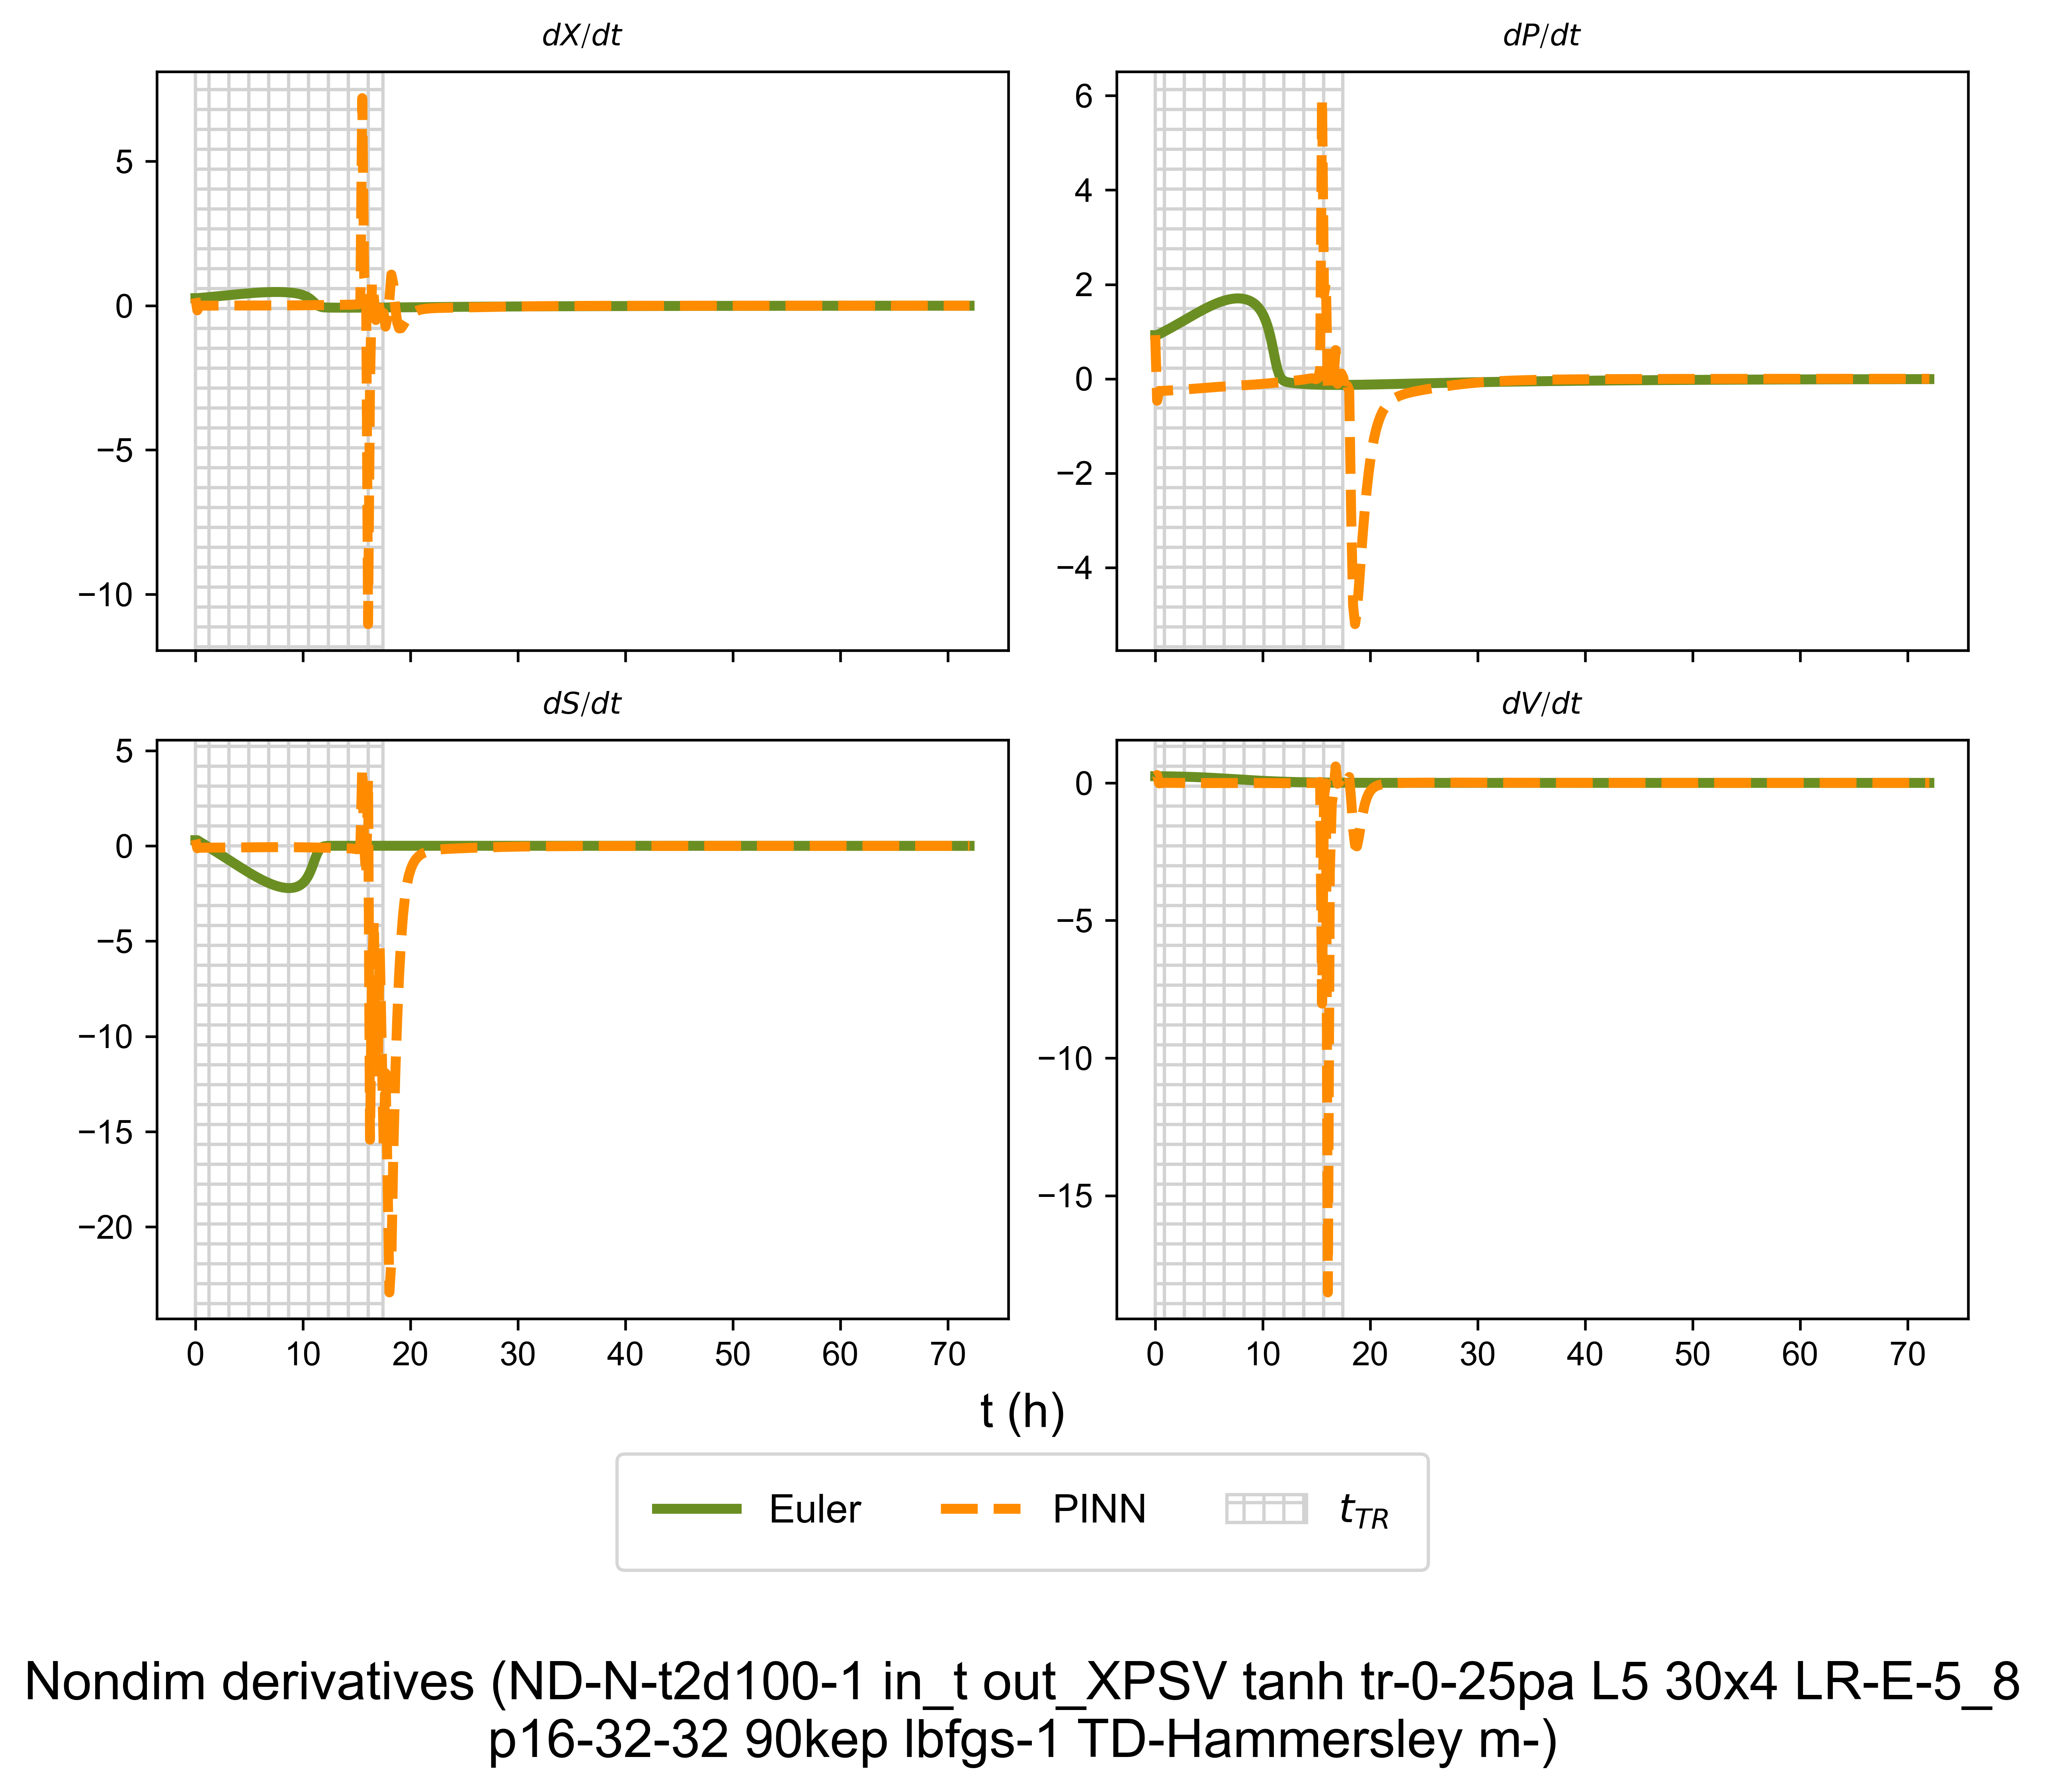 dX/dt
dP/dt
5
0
−5
−10
6
4
2
0
−2
−4
dS/dt
dV/dt
5
0
−5
−10
−15
−20
0 10 20 30 40 50 60 70
0
−5
−10
−15
0 10 20 30 40 50 60 70
t (h)
Euler PINN t_TR
Nondim derivatives (ND-N-t2d100-1 in_t out_XPSV tanh tr-0-25pa L5 30x4 LR-E-5_8
p16-32-32 90kep lbfgs-1 TD-Hammersley m-)